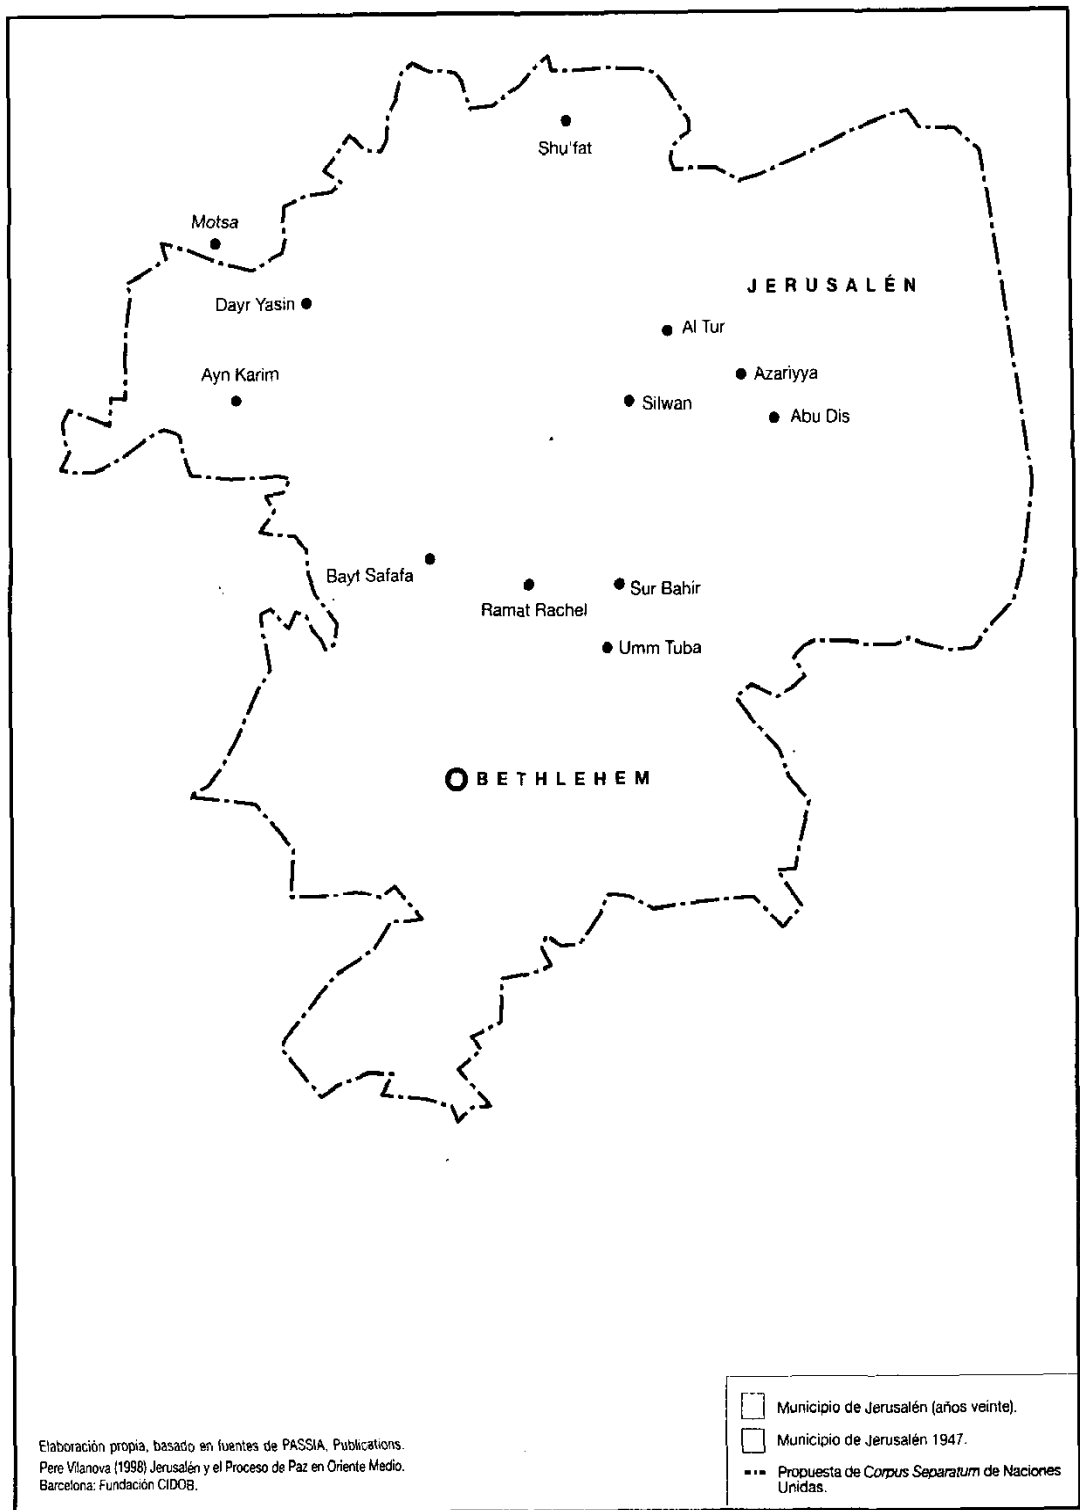 Shu'fat
Motsa
JERUSALÉN
Dayr Yasin
Al Tur
Ayn Karim
Azariyya
Silwan
Abu Dis
Bayt Safafa
Sur Bahir
Ramat Rachel
Umm Tuba
BETHLEHEM
Municipio de Jerusalén (años veinte).
Municipio de Jerusalén 1947.
Propuesta de Corpus Separatum de Naciones
Unidas.
Elaboración propia, basado en fuentes de PASSIA, Publications.
Pere Vilanova (1998) Jerusalén y el Proceso de Paz en Oriente Medio.
Barcelona: Fundación CIDOB.